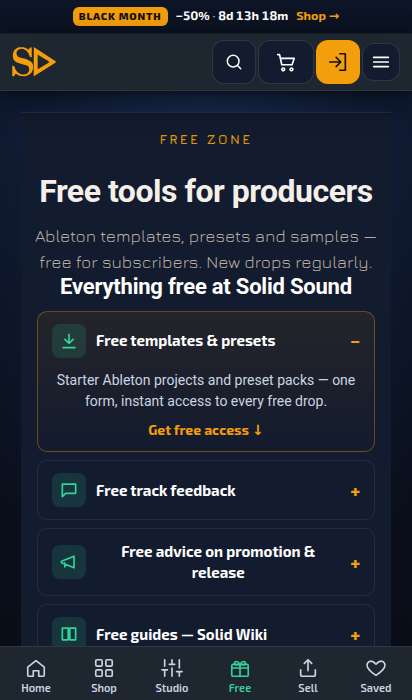 BLACK MONTH −50% · 8d 13h 18m Shop →
S
FREE ZONE
Free tools for producers
Ableton templates, presets and samples —
free for subscribers. New drops regularly.
Everything free at Solid Sound
Free templates & presets −
Starter Ableton projects and preset packs — one
form, instant access to every free drop.
Get free access ↓
Free track feedback +
Free advice on promotion &
release +
Free guides — Solid Wiki +
Home Shop Studio Free Sell Saved